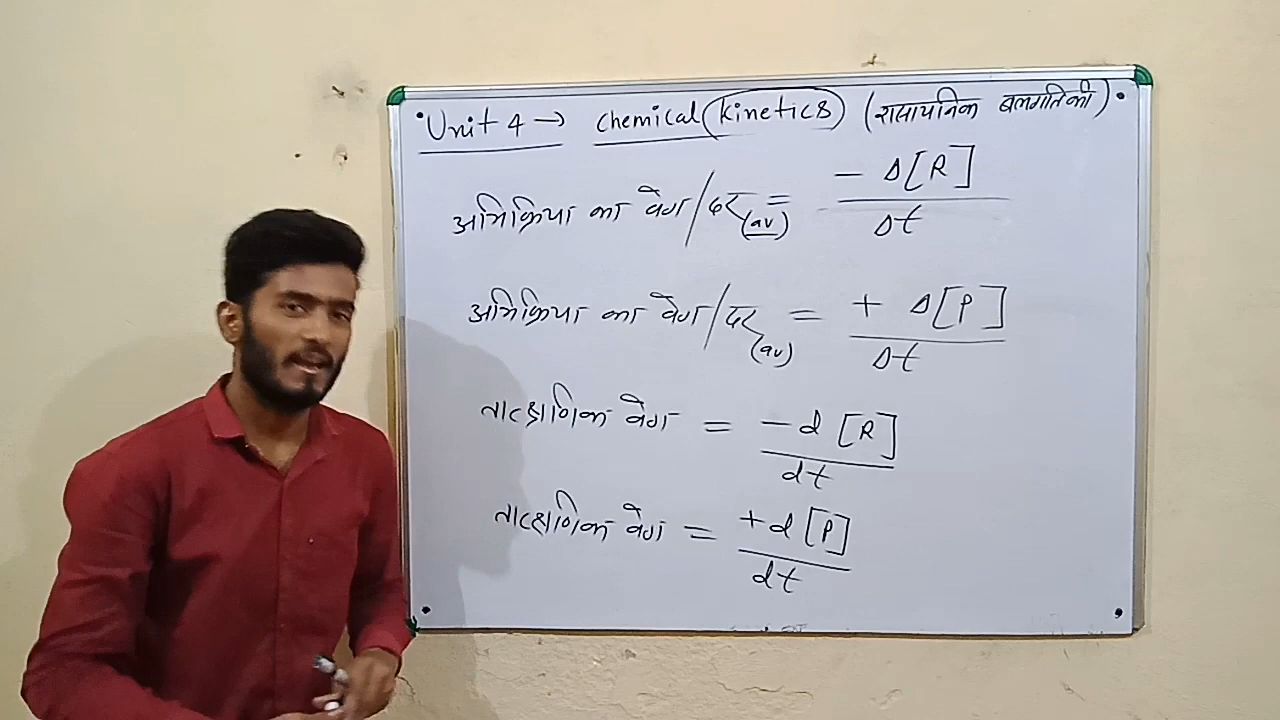 Unit 4 → chemical kinetics (रासायनिक बलगतिकी)
अभिक्रिया का वेग/दर(av) = - Δ[R] / Δt
अभिक्रिया का वेग/दर(av) = + Δ[P] / Δt
तात्क्षणिक वेग = - d [R] / dt
तात्क्षणिक वेग = + d [P] / dt